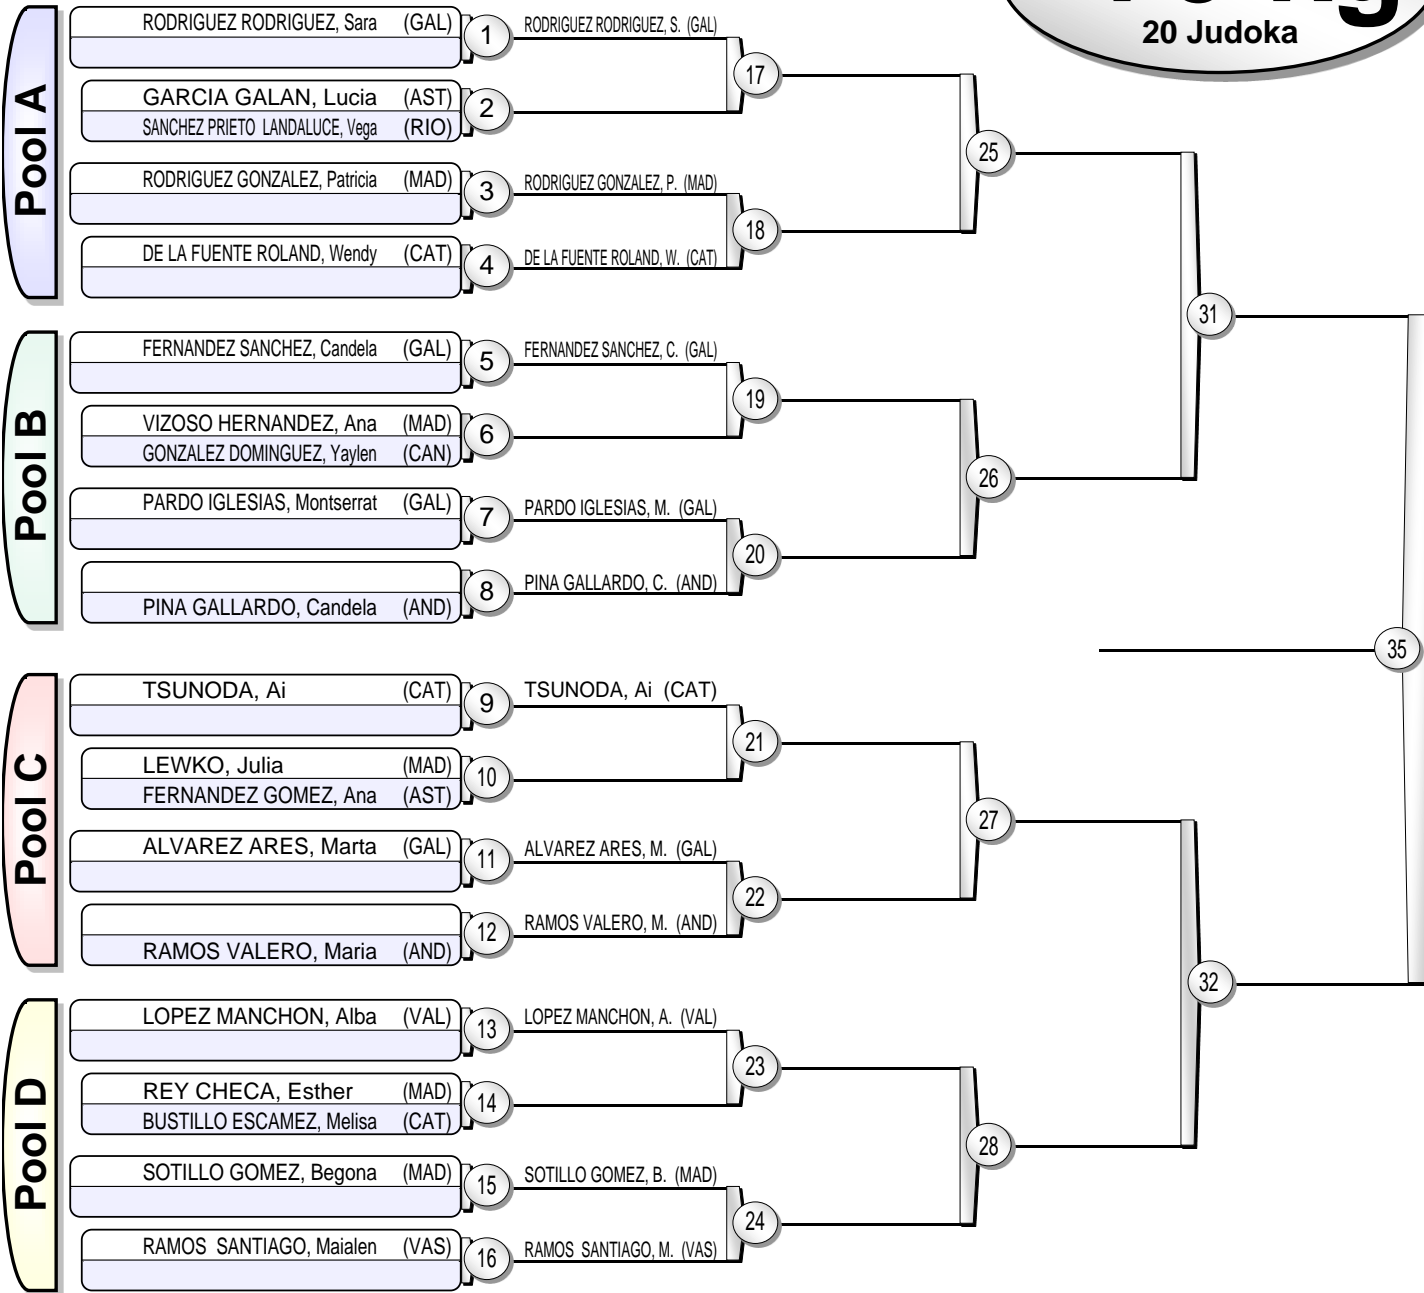 20 Judoka
Pool A
RODRIGUEZ RODRIGUEZ, Sara (GAL) 1 RODRIGUEZ RODRIGUEZ, S. (GAL)
17
GARCIA GALAN, Lucia (AST) 2
SANCHEZ PRIETO LANDALUCE, Vega (RIO)
25
RODRIGUEZ GONZALEZ, Patricia (MAD) 3 RODRIGUEZ GONZALEZ, P. (MAD)
18
DE LA FUENTE ROLAND, Wendy (CAT) 4 DE LA FUENTE ROLAND, W. (CAT)
31
Pool B
FERNANDEZ SANCHEZ, Candela (GAL) 5 FERNANDEZ SANCHEZ, C. (GAL)
19
VIZOSO HERNANDEZ, Ana (MAD) 6
GONZALEZ DOMINGUEZ, Yaylen (CAN)
26
PARDO IGLESIAS, Montserrat (GAL) 7 PARDO IGLESIAS, M. (GAL)
20
8 PINA GALLARDO, C. (AND)
PINA GALLARDO, Candela (AND)
35
Pool C
TSUNODA, Ai (CAT) 9 TSUNODA, Ai (CAT)
21
LEWKO, Julia (MAD) 10
FERNANDEZ GOMEZ, Ana (AST)
27
ALVAREZ ARES, Marta (GAL) 11 ALVAREZ ARES, M. (GAL)
22
12 RAMOS VALERO, M. (AND)
RAMOS VALERO, Maria (AND)
32
Pool D
LOPEZ MANCHON, Alba (VAL) 13 LOPEZ MANCHON, A. (VAL)
23
REY CHECA, Esther (MAD) 14
BUSTILLO ESCAMEZ, Melisa (CAT)
28
SOTILLO GOMEZ, Begona (MAD) 15 SOTILLO GOMEZ, B. (MAD)
24
RAMOS SANTIAGO, Maialen (VAS) 16 RAMOS SANTIAGO, M. (VAS)